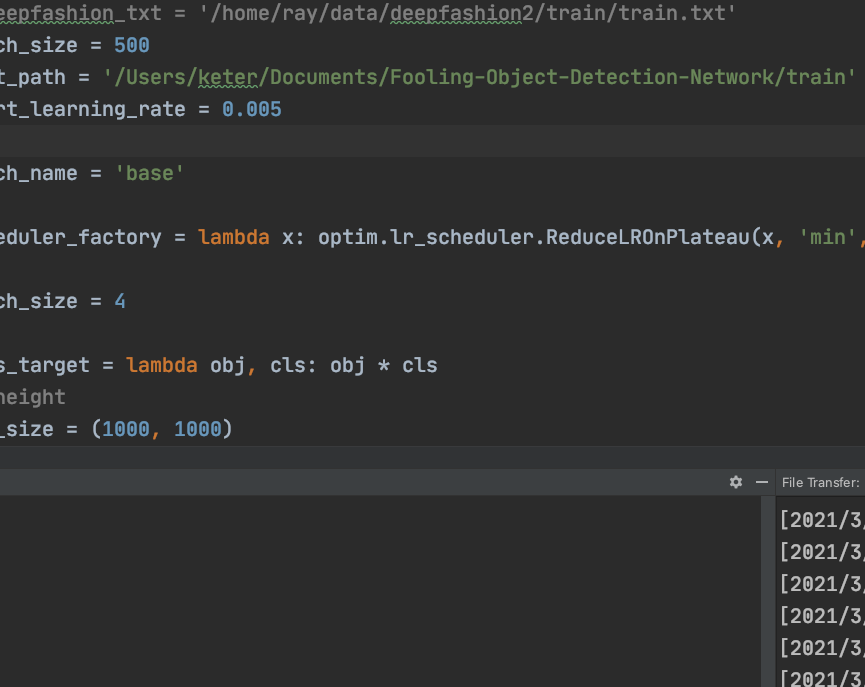 eepfashion_txt = '/home/ray/data/deepfashion2/train/train.txt'
ch_size = 500
t_path = '/Users/keter/Documents/Fooling-Object-Detection-Network/train'
rt_learning_rate = 0.005
ch_name = 'base'
eduler_factory = lambda x: optim.lr_scheduler.ReduceLROnPlateau(x, 'min',
ch_size = 4
s_target = lambda obj, cls: obj * cls
height
_size = (1000, 1000)
File Transfer:
[2021/3/
[2021/3/
[2021/3/
[2021/3/
[2021/3/
[2021/3